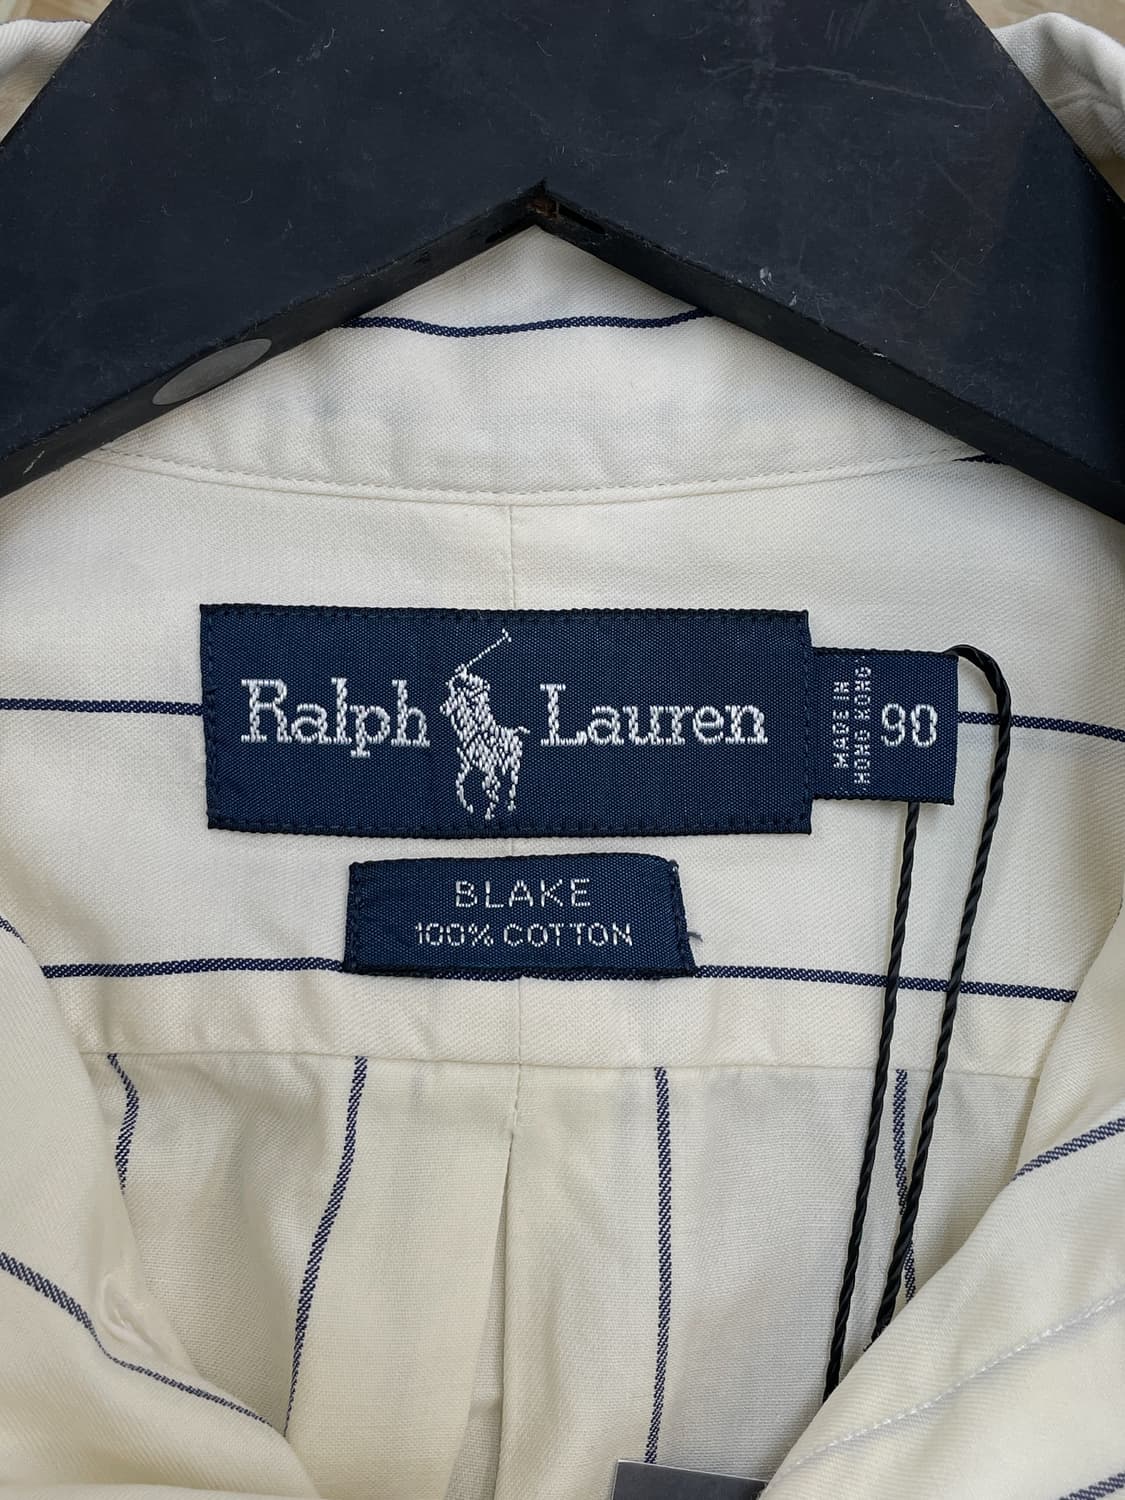 Ralph Lauren
MADE IN
HONG KONG
90
BLAKE
100% COTTON